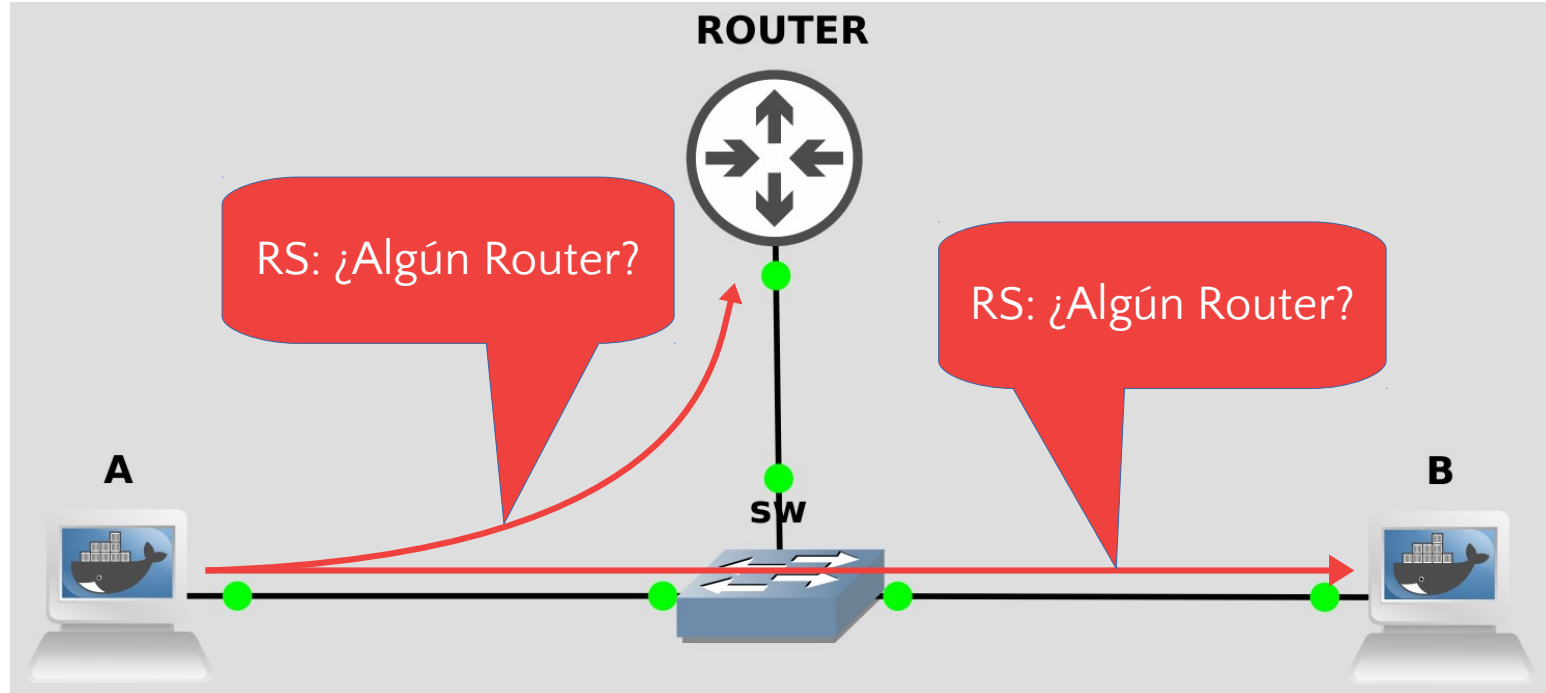 ROUTER
RS: ¿Algún Router?
RS: ¿Algún Router?
A
B
sw